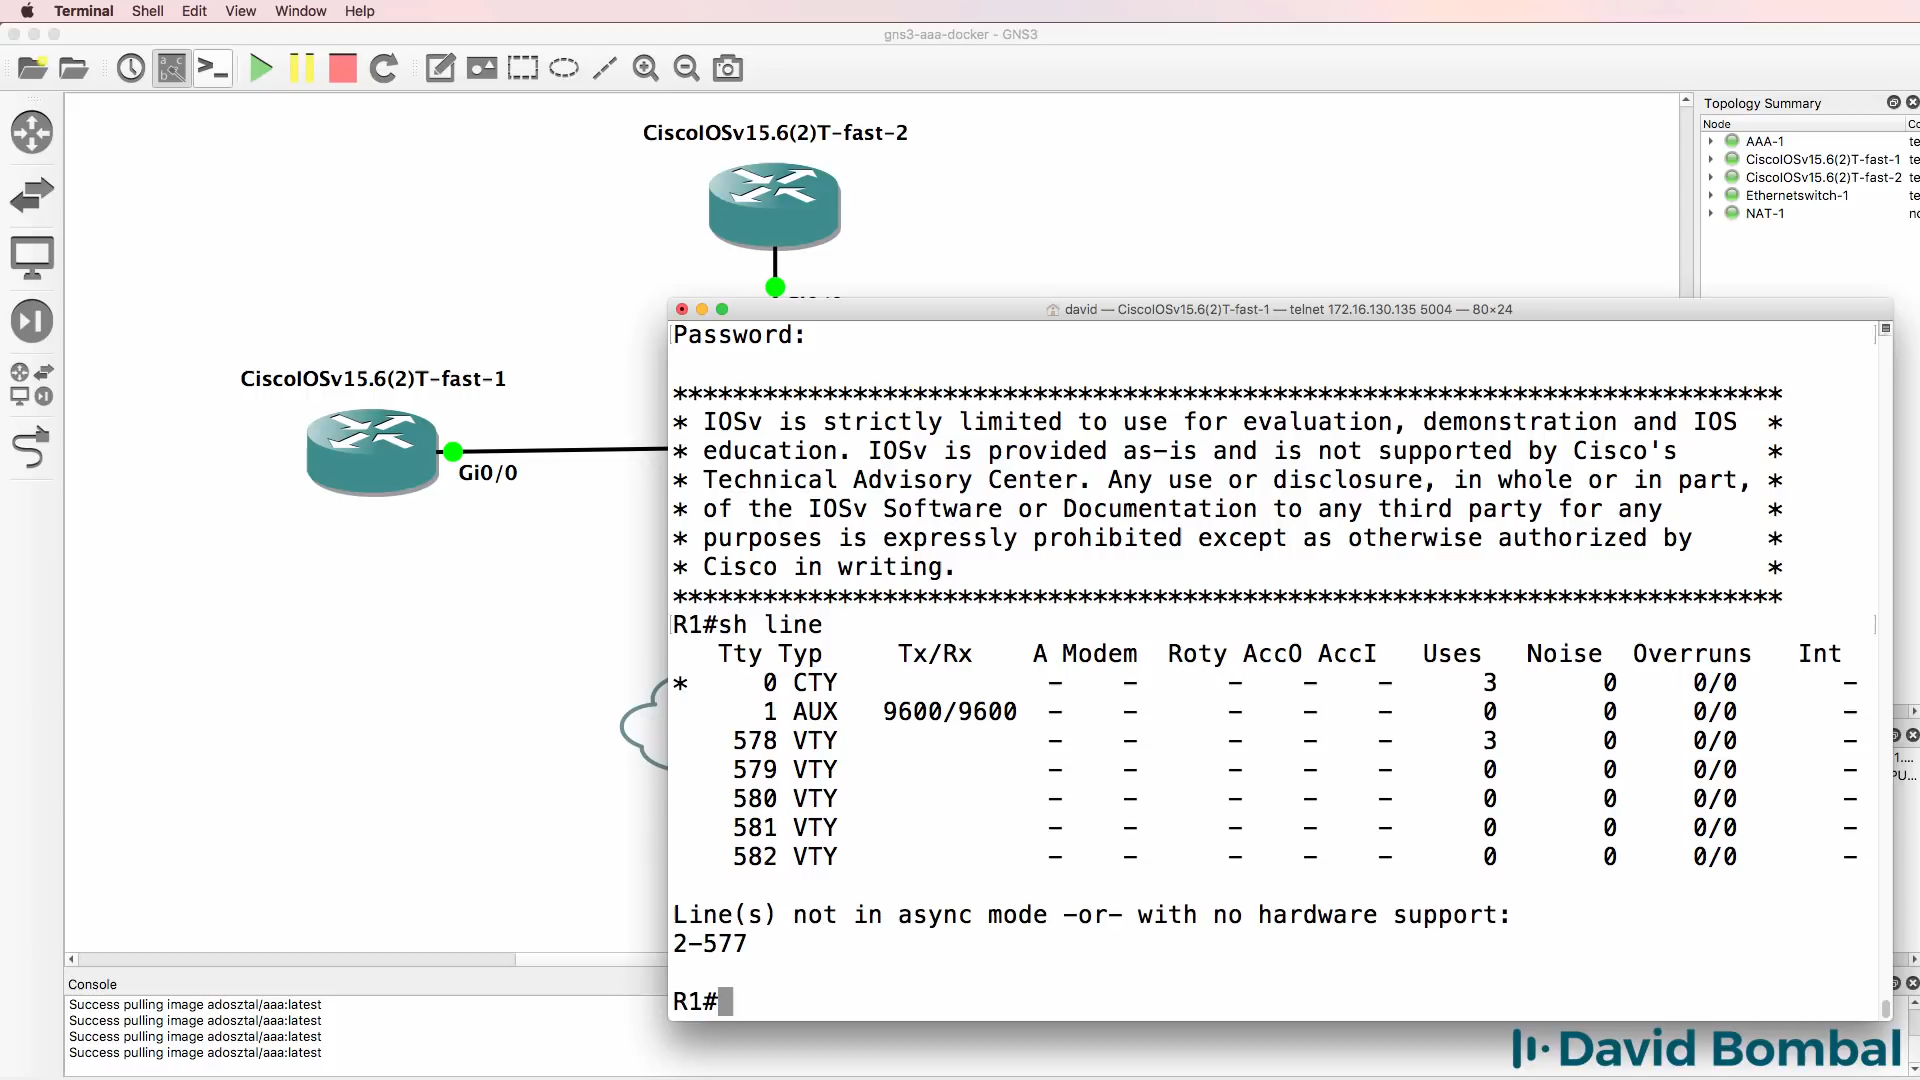 Terminal Shell Edit View Window Help
gns3-aaa-docker - GNS3
CiscoIOSv15.6(2)T-fast-2
CiscoIOSv15.6(2)T-fast-1
Gi0/0
Topology Summary
Node
AAA-1 te
CiscoIOSv15.6(2)T-fast-1 te
CiscoIOSv15.6(2)T-fast-2 te
Ethernetswitch-1 te
NAT-1 no
david — CiscoIOSv15.6(2)T-fast-1 — telnet 172.16.130.135 5004 — 80×24
Password:
**************************************************************************
* IOSv is strictly limited to use for evaluation, demonstration and IOS  *
* education. IOSv is provided as-is and is not supported by Cisco's      *
* Technical Advisory Center. Any use or disclosure, in whole or in part, *
* of the IOSv Software or Documentation to any third party for any       *
* purposes is expressly prohibited except as otherwise authorized by     *
* Cisco in writing.                                                      *
**************************************************************************
R1#sh line
   Tty Typ     Tx/Rx    A Modem  Roty AccO AccI   Uses   Noise  Overruns   Int
*     0 CTY              -    -      -    -    -      3       0     0/0       -
      1 AUX   9600/9600  -    -      -    -    -      0       0     0/0       -
    578 VTY              -    -      -    -    -      3       0     0/0       -
    579 VTY              -    -      -    -    -      0       0     0/0       -
    580 VTY              -    -      -    -    -      0       0     0/0       -
    581 VTY              -    -      -    -    -      0       0     0/0       -
    582 VTY              -    -      -    -    -      0       0     0/0       -
Line(s) not in async mode -or- with no hardware support:
2-577
R1#
Console
Success pulling image adosztal/aaa:latest
Success pulling image adosztal/aaa:latest
Success pulling image adosztal/aaa:latest
Success pulling image adosztal/aaa:latest
David Bombal